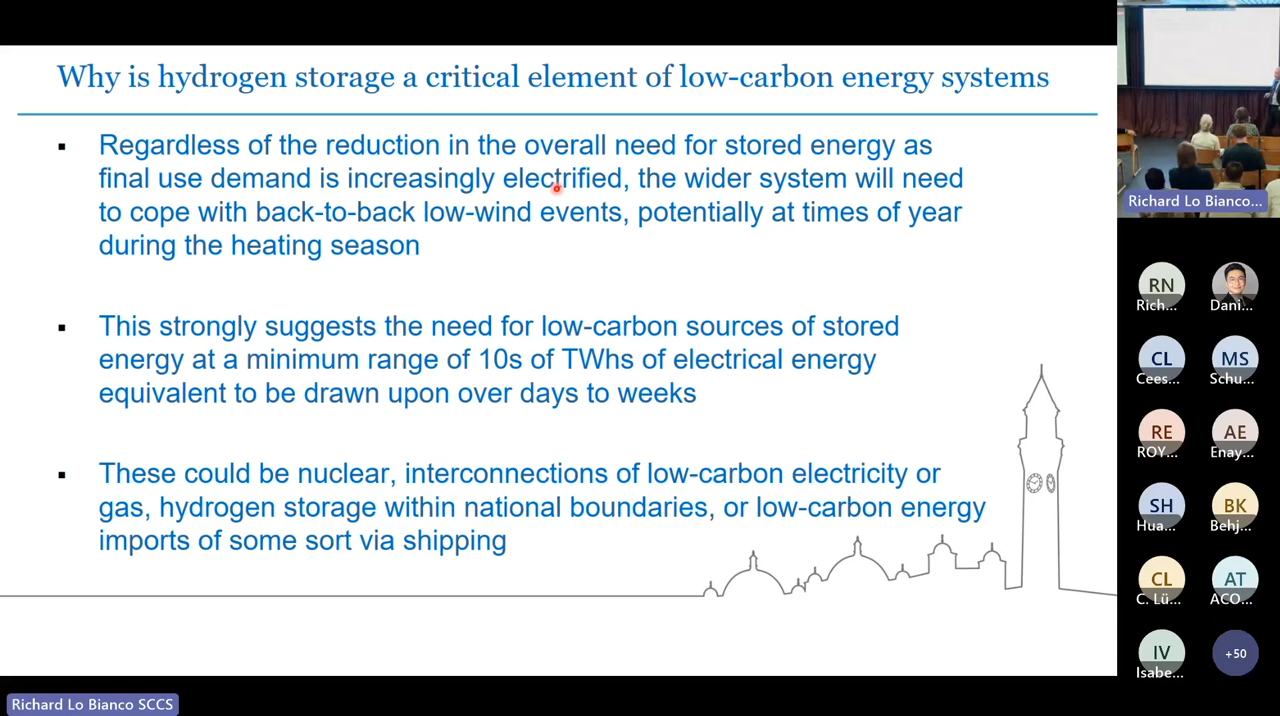 Why is hydrogen storage a critical element of low-carbon energy systems
▪ Regardless of the reduction in the overall need for stored energy as
final use demand is increasingly electrified, the wider system will need
to cope with back-to-back low-wind events, potentially at times of year
during the heating season
▪ This strongly suggests the need for low-carbon sources of stored
energy at a minimum range of 10s of TWhs of electrical energy
equivalent to be drawn upon over days to weeks
▪ These could be nuclear, interconnections of low-carbon electricity or
gas, hydrogen storage within national boundaries, or low-carbon energy
imports of some sort via shipping
Richard Lo Bianco SCCS
Richard Lo Bianco...
RN
Rich...
Dani...
CL
Cees...
MS
Schu...
RE
ROY...
AE
Enay...
SH
Hua...
BK
Behj...
CL
C. Lü...
AT
ACO...
IV
Isabe...
+50